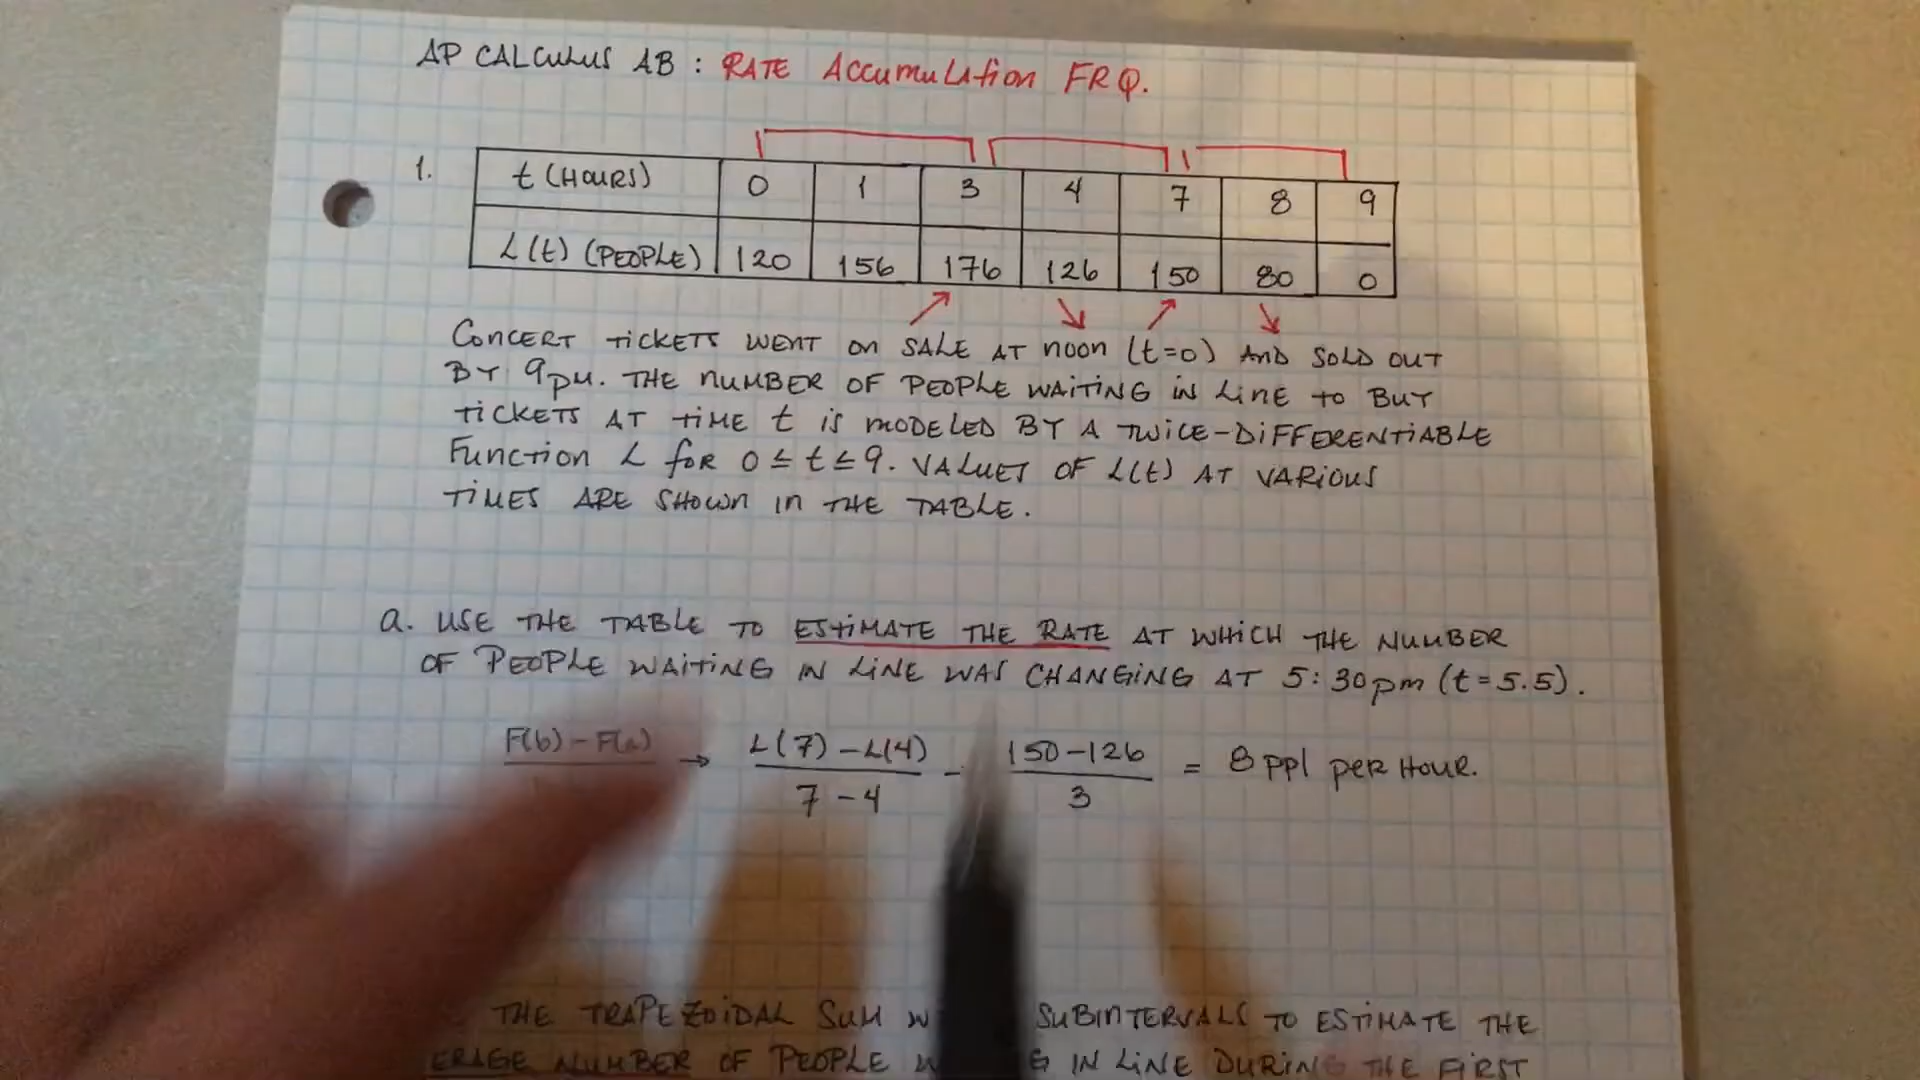 AP CALCULUS AB : RATE ACCUMULATION FRQ.
1.
t (HOURS) 0 1 3 4 7 8 9
L(t) (PEOPLE) 120 156 176 126 150 80 0
CONCERT TICKETS WENT ON SALE AT NOON (t=0) AND SOLD OUT
BY 9pm. THE NUMBER OF PEOPLE WAITING IN LINE TO BUY
TICKETS AT TIME t IS MODELED BY A TWICE-DIFFERENTIABLE
FUNCTION L FOR 0 ≤ t ≤ 9. VALUES OF L(t) AT VARIOUS
TIMES ARE SHOWN IN THE TABLE.
a. USE THE TABLE TO ESTIMATE THE RATE AT WHICH THE NUMBER
OF PEOPLE WAITING IN LINE WAS CHANGING AT 5:30pm (t=5.5).
F(b) - F(a) → L(7) - L(4) 150 - 126 = 8 ppl per HOUR.
7 - 4 3
THE TRAPEZOIDAL SUM SUBINTERVALS TO ESTIMATE THE
NUMBER OF PEOPLE IN LINE DURING THE FIRST